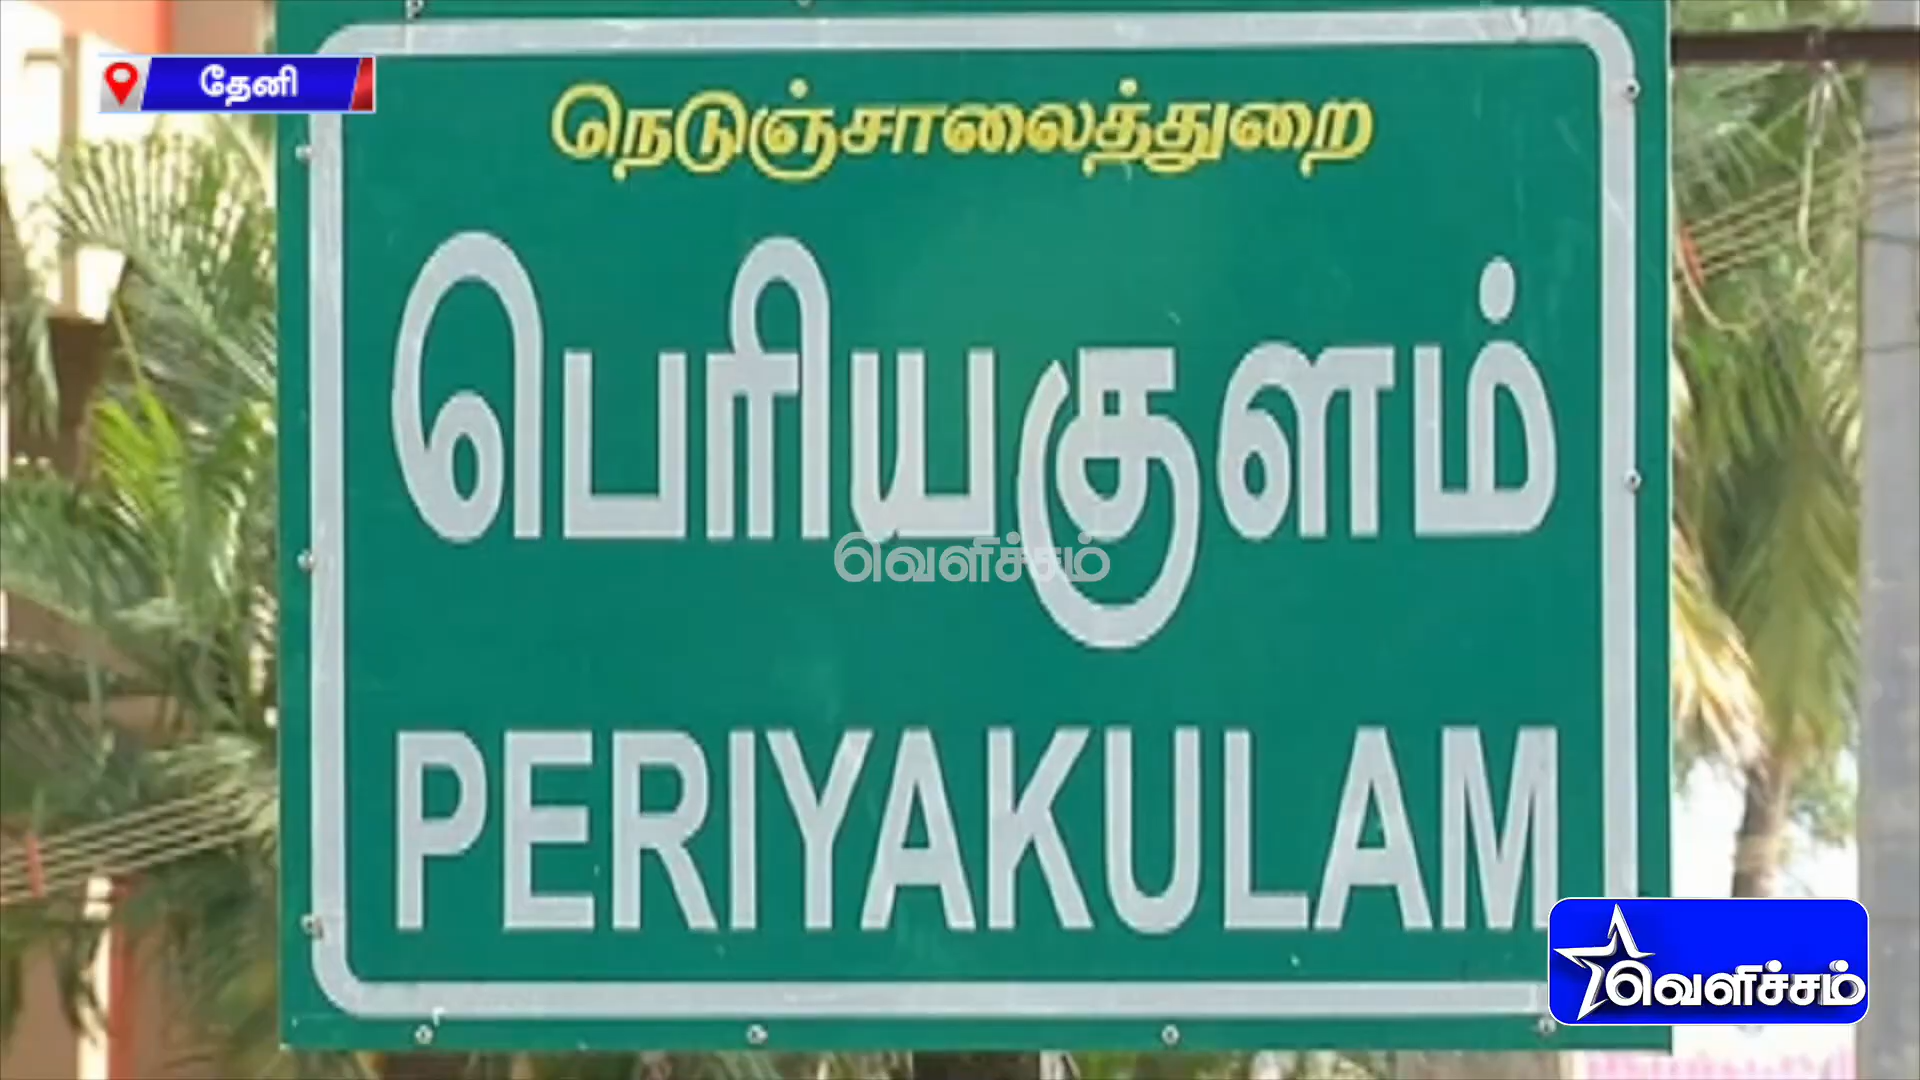 தேனி
நெடுஞ்சாலைத்துறை
பெரியகுளம்
வெளிச்சம்
PERIYAKULAM
வெளிச்சம்